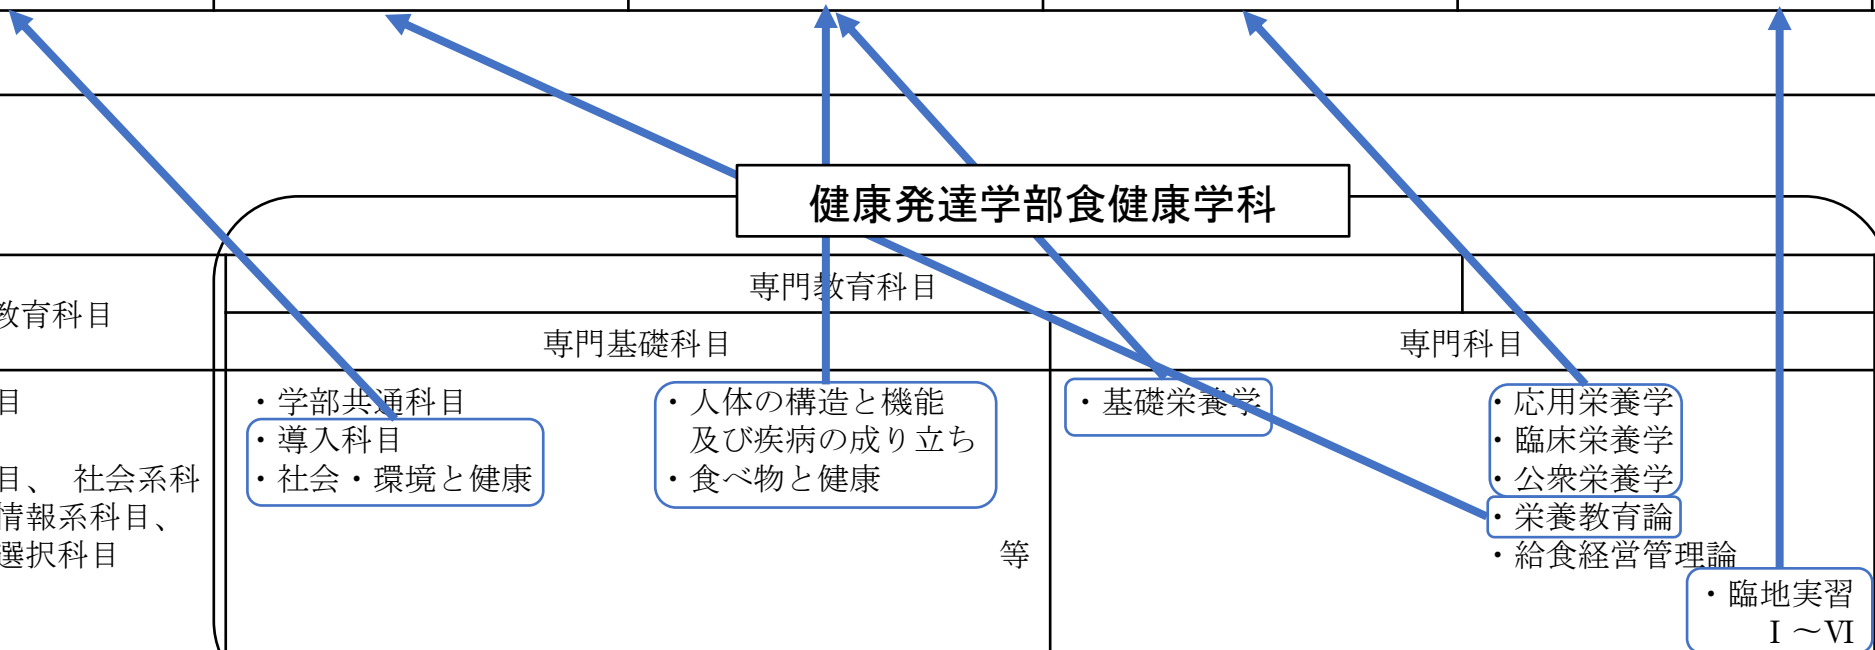 健康発達学部食健康学科
専門教育科目
教育科目
専門基礎科目
専門科目
目
目、 社会系科
情報系科目、
選択科目
・学部共通科目
・導入科目
・社会・環境と健康
・人体の構造と機能
及び疾病の成り立ち
・食べ物と健康
等
・基礎栄養学
・応用栄養学
・臨床栄養学
・公衆栄養学
・栄養教育論
・給食経営管理論
・臨地実習
Ⅰ～Ⅵ